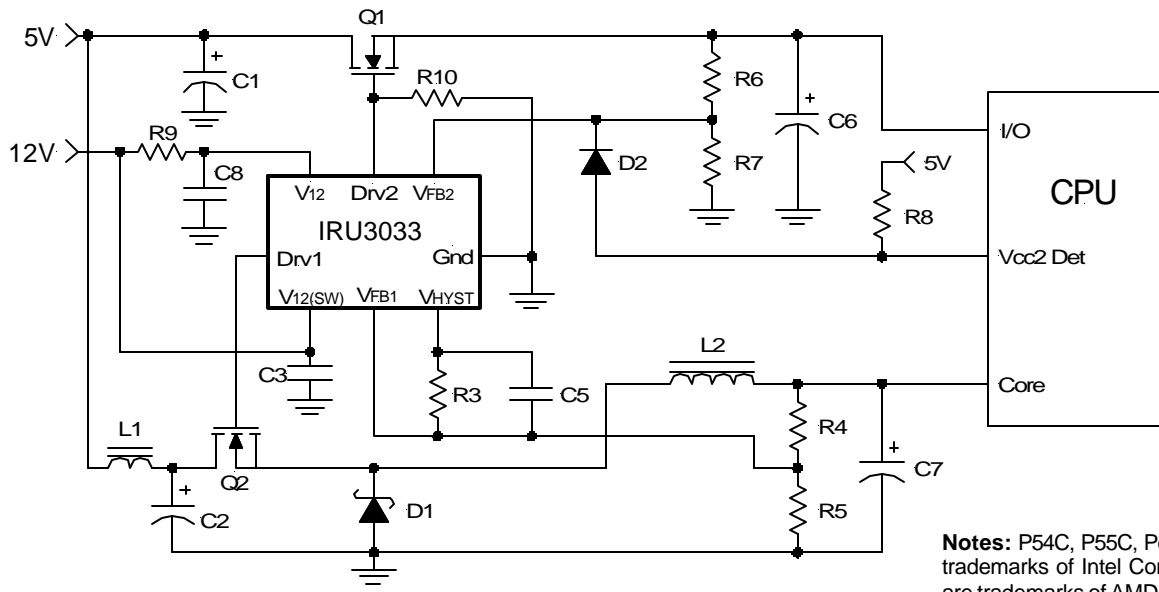 Q1
5V
C1
R10
R6
C6
I/O
R9
12V
C8
D2
R7
5V
CPU
V12 Drv2 VFB2
R8
IRU3033
Drv1 Gnd
Vcc2 Det
V12(SW) VFB1 VHYST
L2
C3
R3
C5
Core
L1
R4
Q2
C7
C2
D1
R5
Notes: P54C, P55C,
trademarks of Intel
are trademarks of AMD